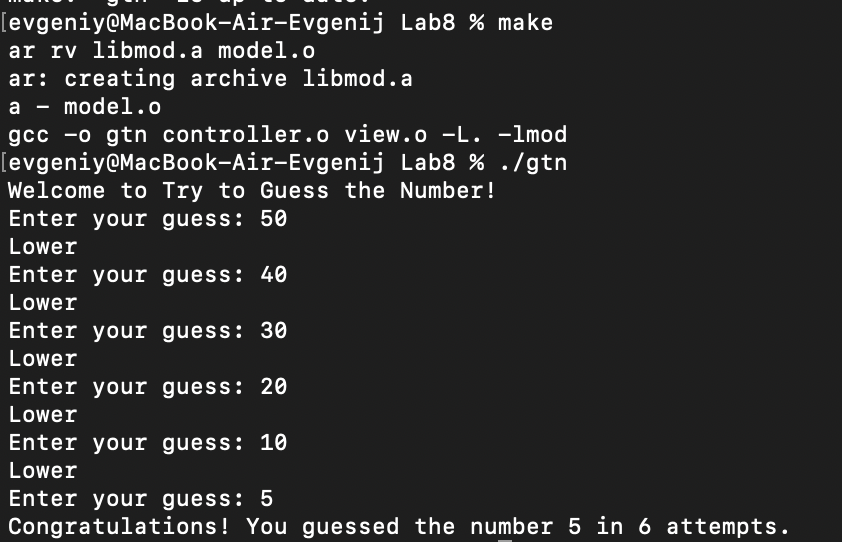 [evgeniy@MacBook-Air-Evgenij Lab8 % make
ar rv libmod.a model.o
ar: creating archive libmod.a
a - model.o
gcc -o gtn controller.o view.o -L. -lmod
[evgeniy@MacBook-Air-Evgenij Lab8 % ./gtn
Welcome to Try to Guess the Number!
Enter your guess: 50
Lower
Enter your guess: 40
Lower
Enter your guess: 30
Lower
Enter your guess: 20
Lower
Enter your guess: 10
Lower
Enter your guess: 5
Congratulations! You guessed the number 5 in 6 attempts.